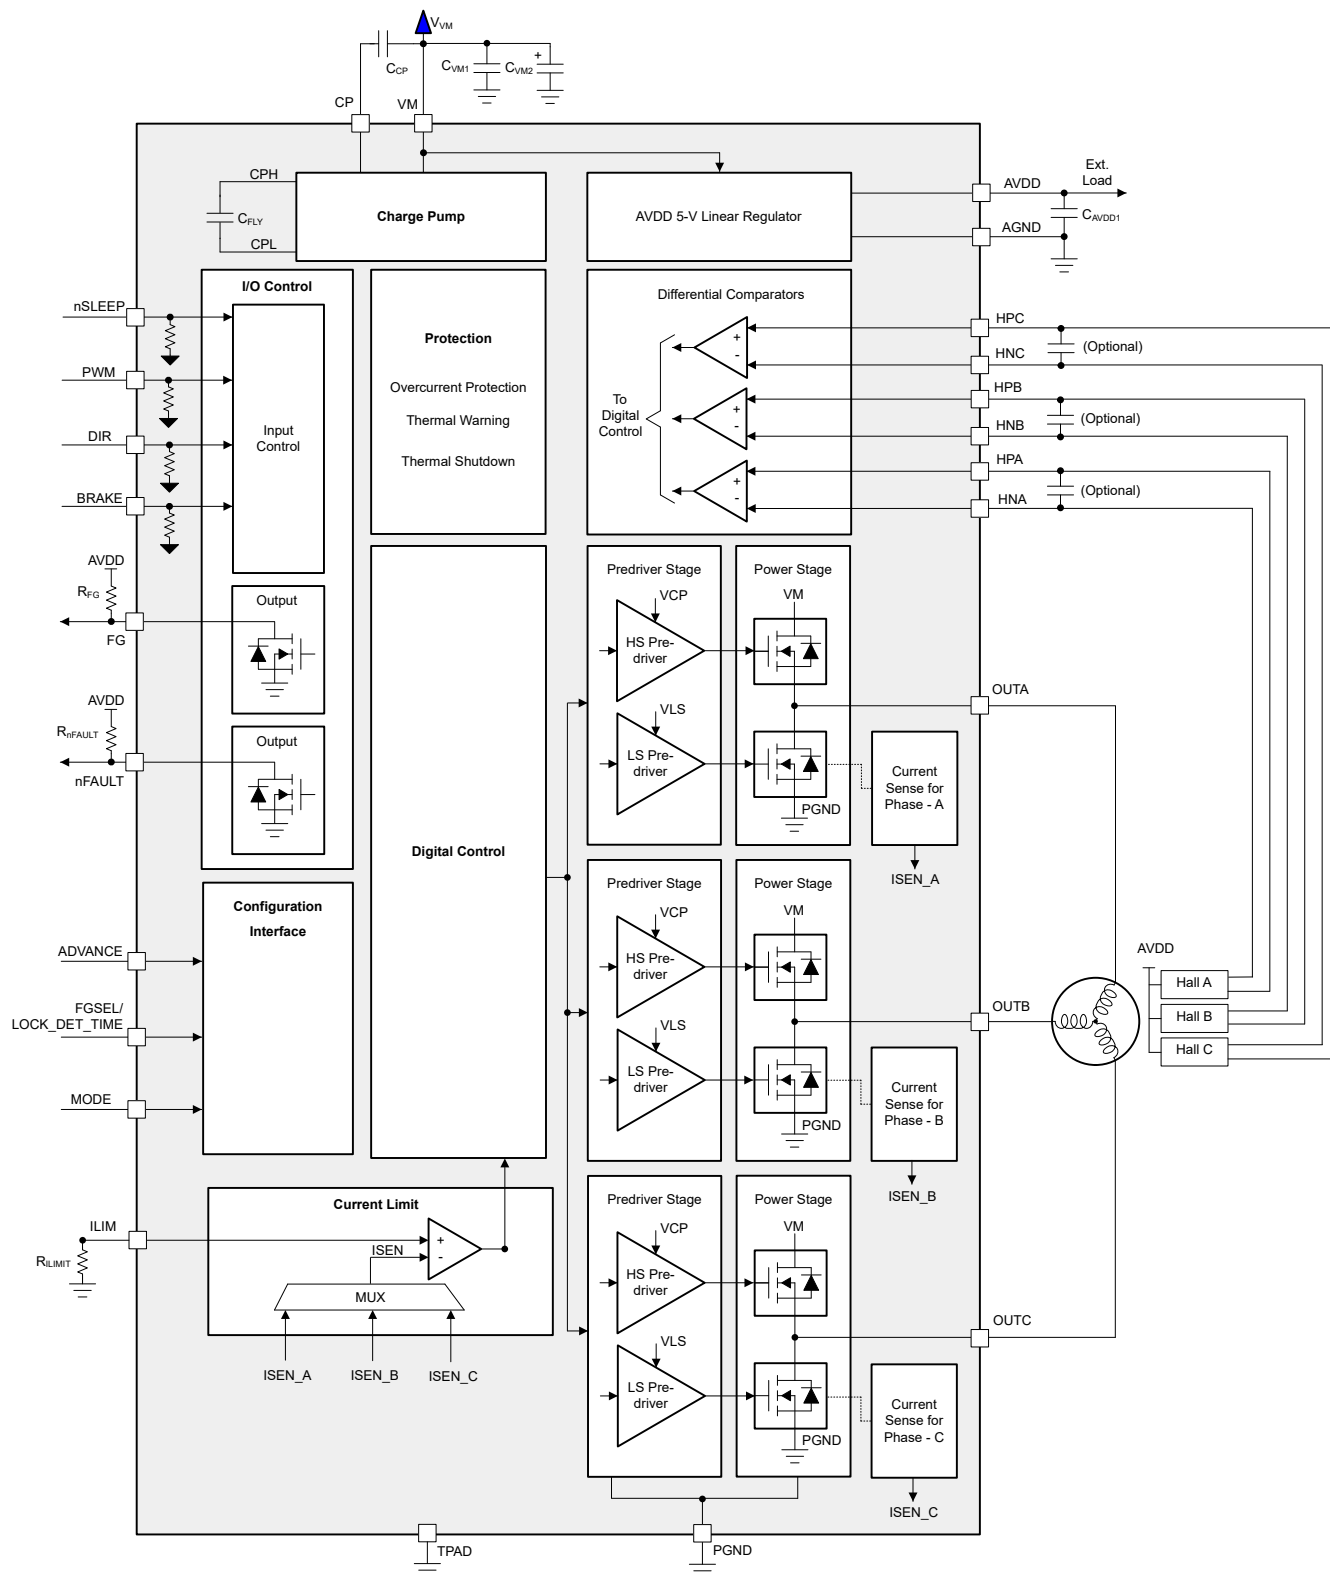 VVM
CCP
CVM1
+
CVM2
CP
VM
CPH
CFLY
CPL
Charge Pump
AVDD 5-V Linear Regulator
AVDD
Ext.
Load
CAVDD1
AGND
I/O Control
nSLEEP
PWM
DIR
BRAKE
Input
Control
AVDD
RFG
FG
Output
AVDD
RnFAULT
nFAULT
Output
Protection
Overcurrent Protection
Thermal Warning
Thermal Shutdown
Differential Comparators
To
Digital
Control
+
-
+
-
+
-
HPC
HNC
(Optional)
HPB
HNB
(Optional)
HPA
HNA
(Optional)
Digital Control
Predriver Stage
VCP
HS Pre-
driver
VLS
LS Pre-
driver
Power Stage
VM
PGND
OUTA
Current
Sense for
Phase - A
ISEN_A
Configuration
Interface
ADVANCE
FGSEL/
LOCK_DET_TIME
MODE
Predriver Stage
VCP
HS Pre-
driver
VLS
LS Pre-
driver
Power Stage
VM
PGND
OUTB
Current
Sense for
Phase - B
ISEN_B
AVDD
Hall A
Hall B
Hall C
Current Limit
ILIM
RILIMIT
ISEN
+
-
MUX
ISEN_A
ISEN_B
ISEN_C
Predriver Stage
VCP
HS Pre-
driver
VLS
LS Pre-
driver
Power Stage
VM
PGND
OUTC
Current
Sense for
Phase - C
ISEN_C
TPAD
PGND